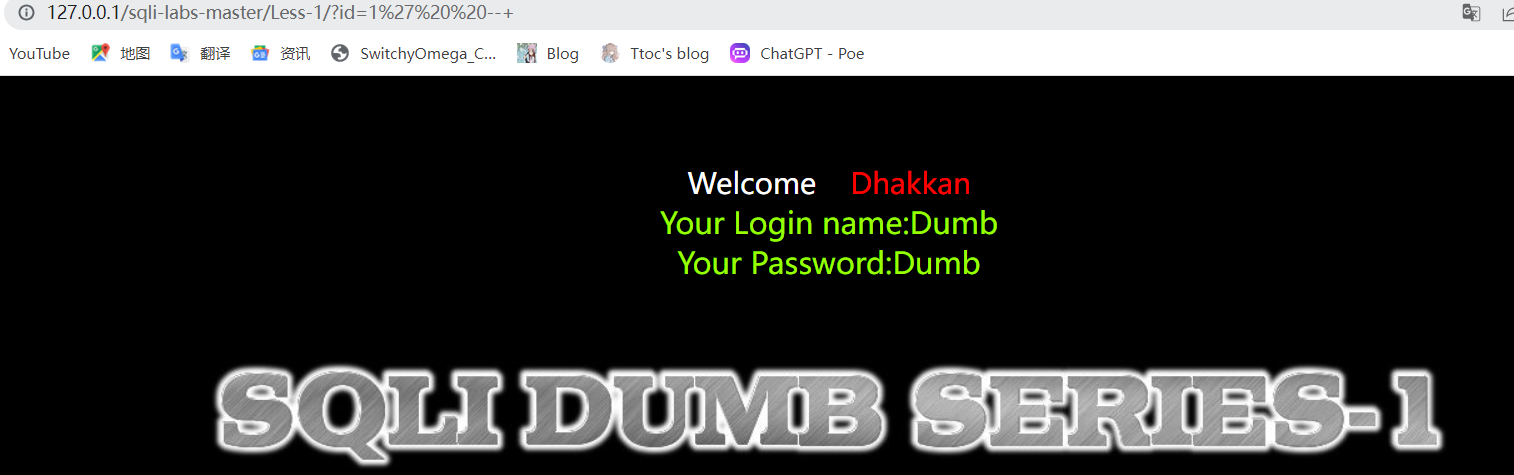 127.0.0.1/sqli-labs-master/Less-1/?id=1%27%20%20--+
YouTube 地图 翻译 资讯 SwitchyOmega_C... Blog Ttoc's blog ChatGPT - Poe
Welcome Dhakkan
Your Login name:Dumb
Your Password:Dumb
SQLI DUMB SERIES-1